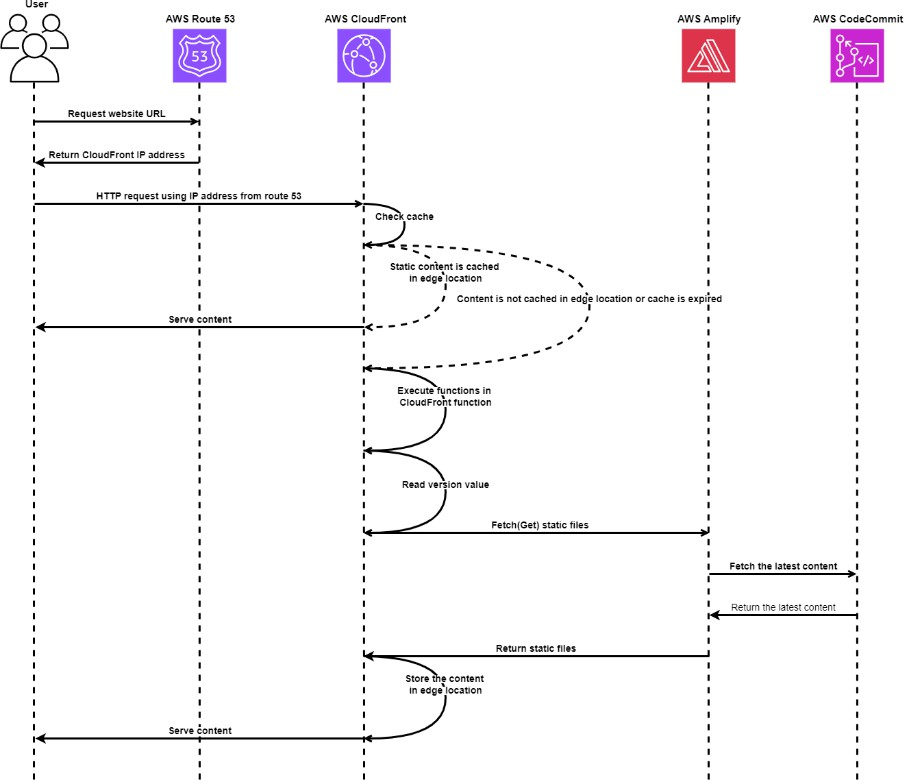 User
AWS Route 53
AWS CloudFront
AWS Amplify
AWS CodeCommit
53
</>
Request website URL
Return CloudFront IP address
HTTP request using IP address from route 53
Check cache
Static content is cached
in edge location
Content is not cached in edge location or cache is expired
Serve content
Execute functions in
CloudFront function
Read version value
Fetch(Get) static files
Fetch the latest content
Return the latest content
Return static files
Store the content
in edge location
Serve content